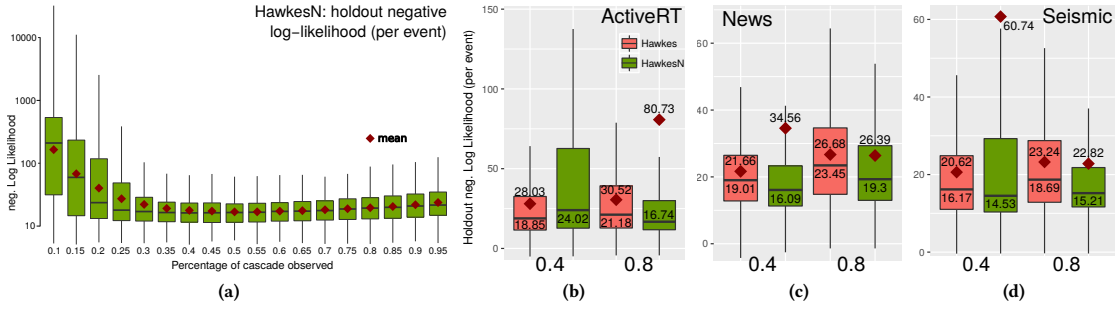 HawkesN: holdout negative
log−likelihood (per event)
neg. Log Likelihood
10000
1000
100
10
mean
0.1 0.15 0.2 0.25 0.3 0.35 0.4 0.45 0.5 0.55 0.6 0.65 0.7 0.75 0.8 0.85 0.9 0.95
Percentage of cascade observed
(a)
Holdout neg. Log Likelihood (per event)
ActiveRT
150
100
50
0
Hawkes
HawkesN
28.03
18.85
24.02
30.52
21.18
80.73
16.74
0.4 0.8
(b)
News
60
40
20
0
21.66
19.01
34.56
16.09
26.68
23.45
26.39
19.3
0.4 0.8
(c)
Seismic
60
40
20
0
20.62
16.17
60.74
14.53
23.24
18.69
22.82
15.21
0.4 0.8
(d)